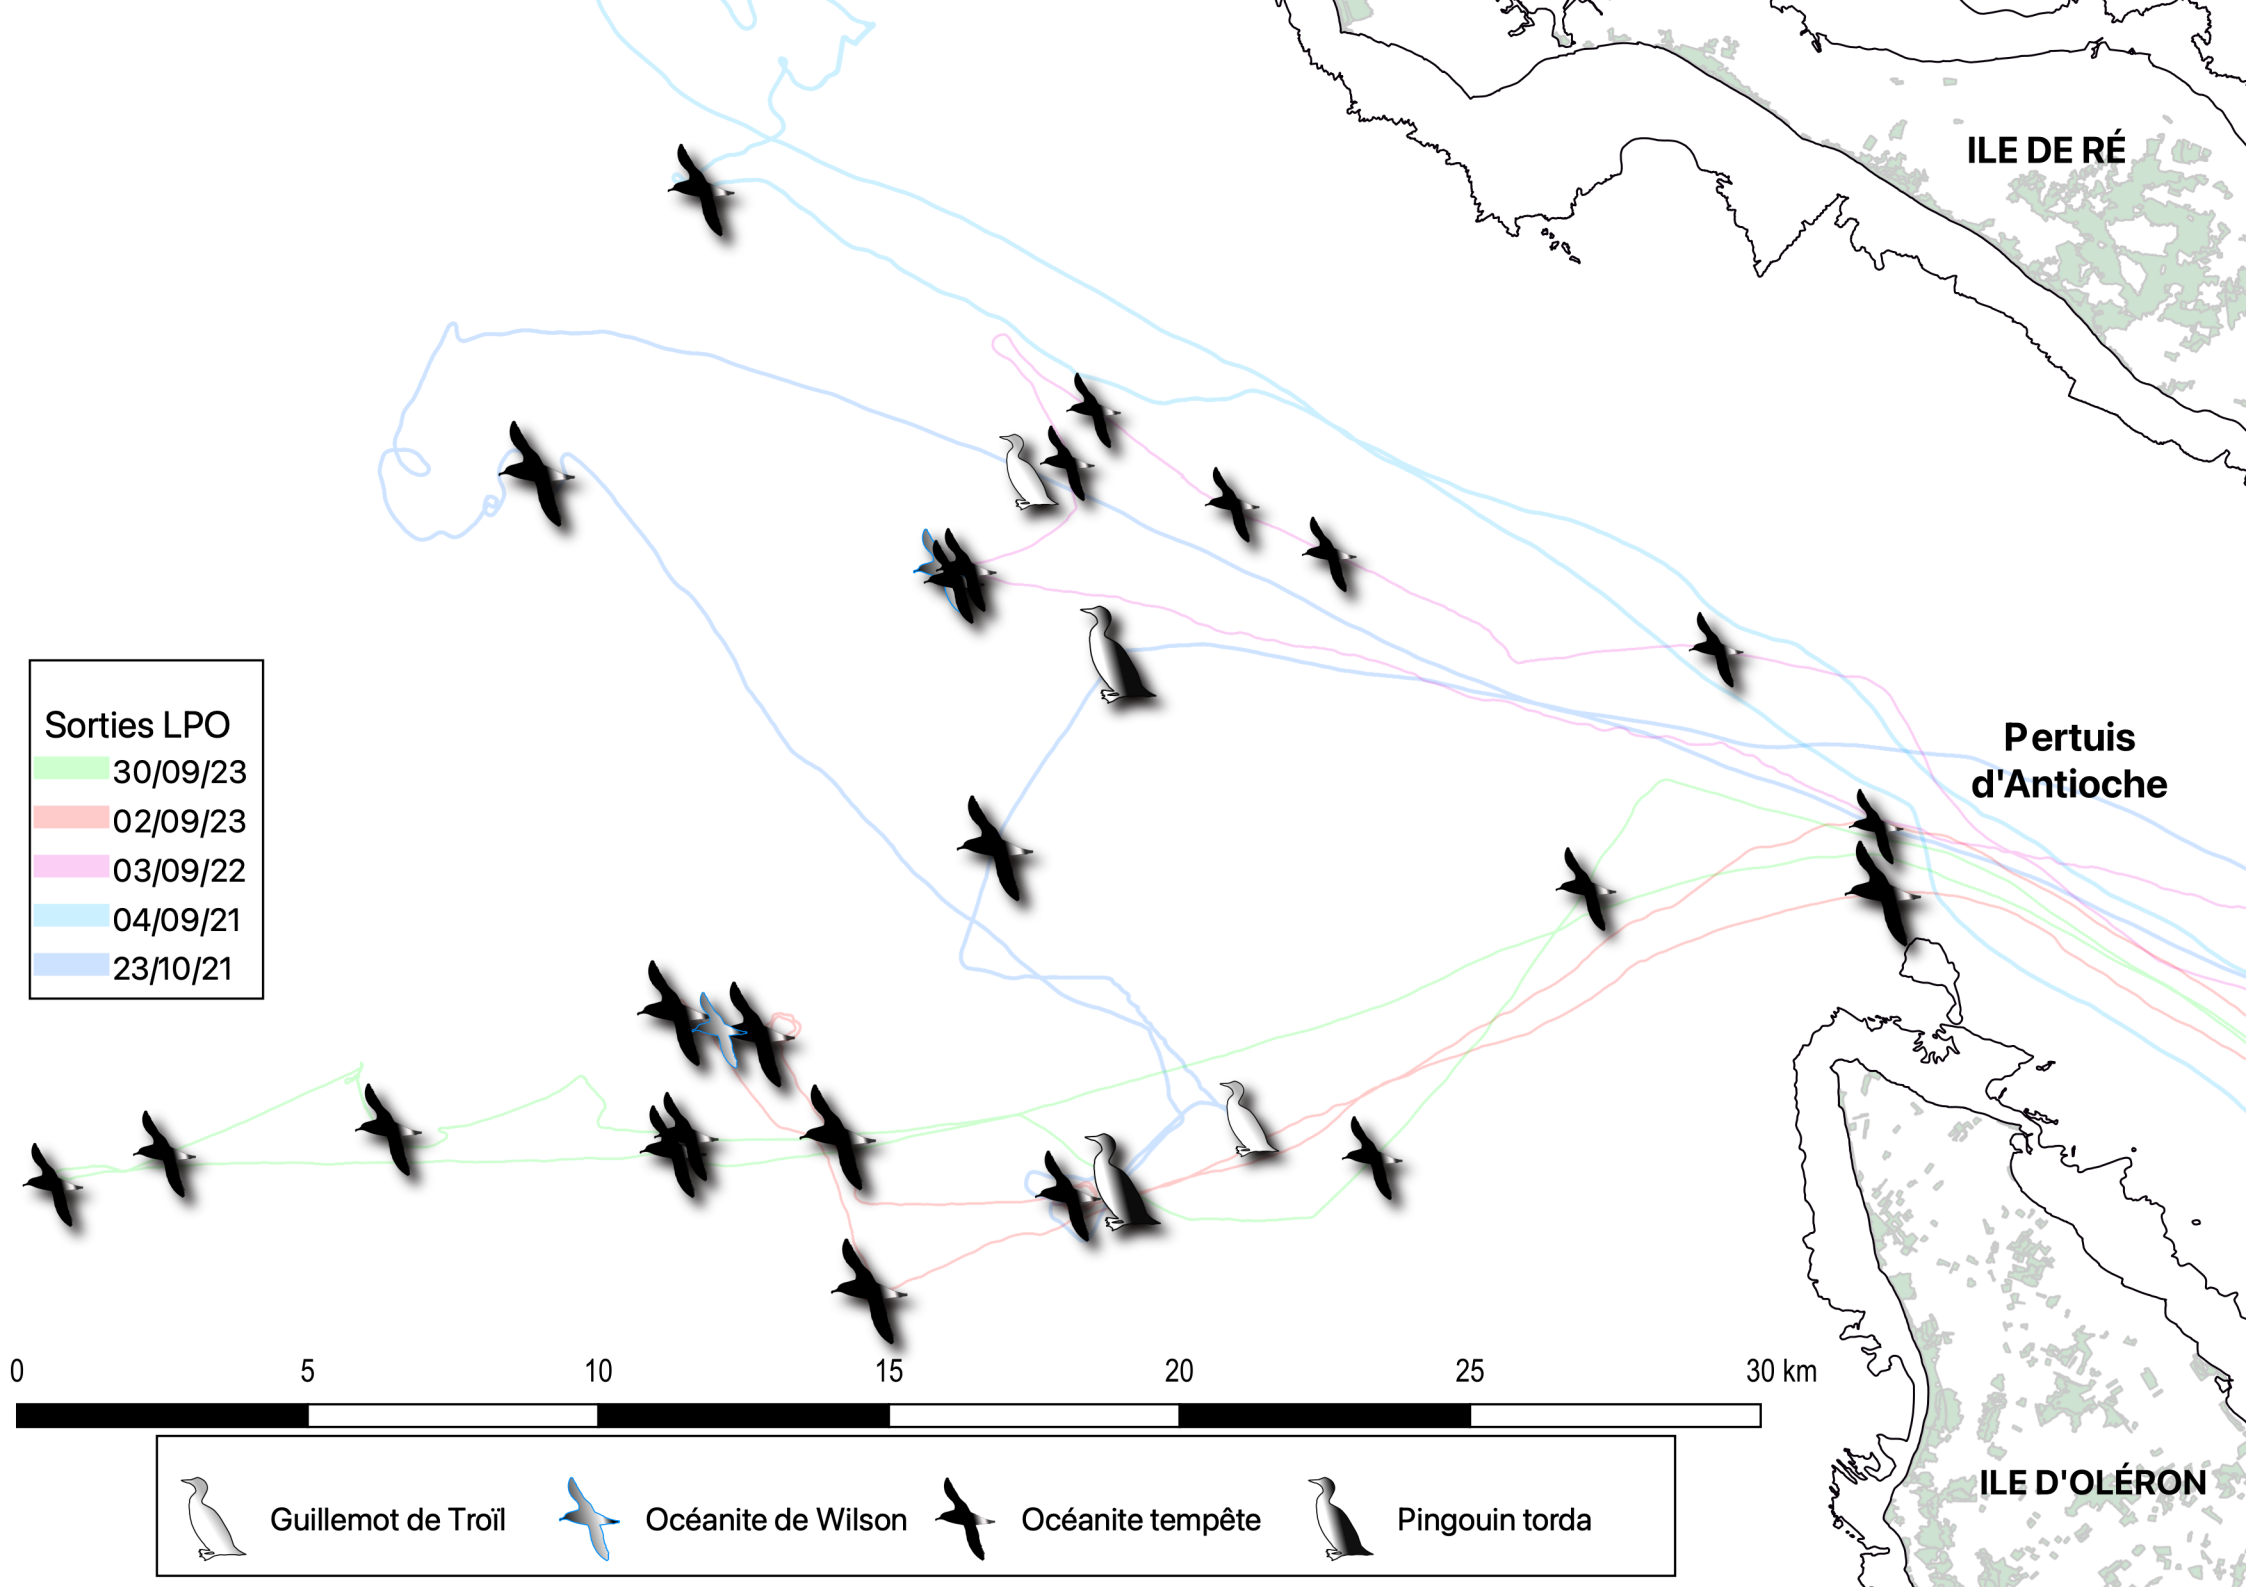 ILE DE RÉ
Pertuis
d'Antioche
Sorties LPO
30/09/23
02/09/23
03/09/22
04/09/21
23/10/21
0 5 10 15 20 25 30 km
ILE D'OLÉRON
Guillemot de Troïl Océanite de Wilson Océanite tempête Pingouin torda